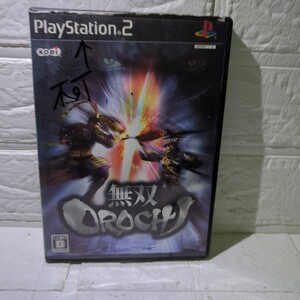 PlayStation 2
KOEI
無双
OROCHI
B